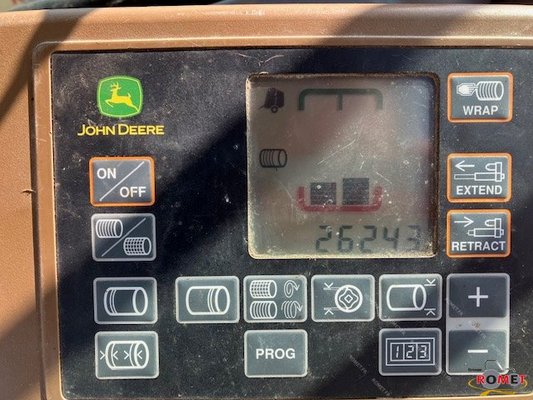 JOHN DEERE
WRAP
ON
OFF
EXTEND
26243
RETRACT
+
PROG
123
−
ROMET